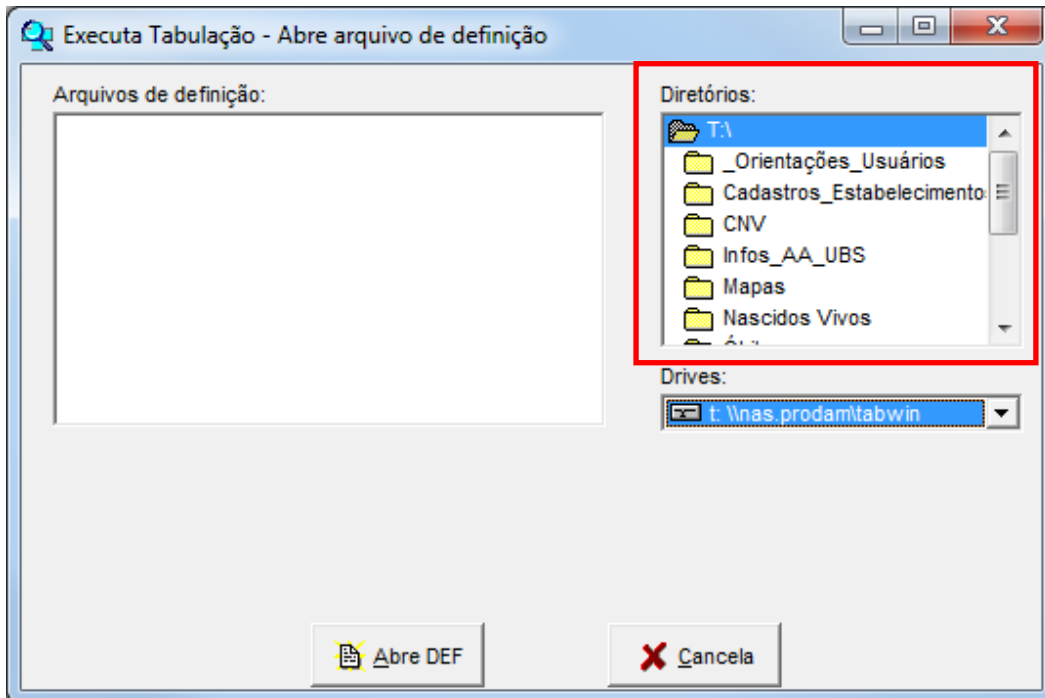 Executa Tabulação - Abre arquivo de definição
Arquivos de definição:
Diretórios:
T:\
_Orientações_Usuários
Cadastros_Estabelecimento
CNV
Infos_AA_UBS
Mapas
Nascidos Vivos
Drives:
t: \\nas.prodam\tabwin
Abre DEF
Cancela